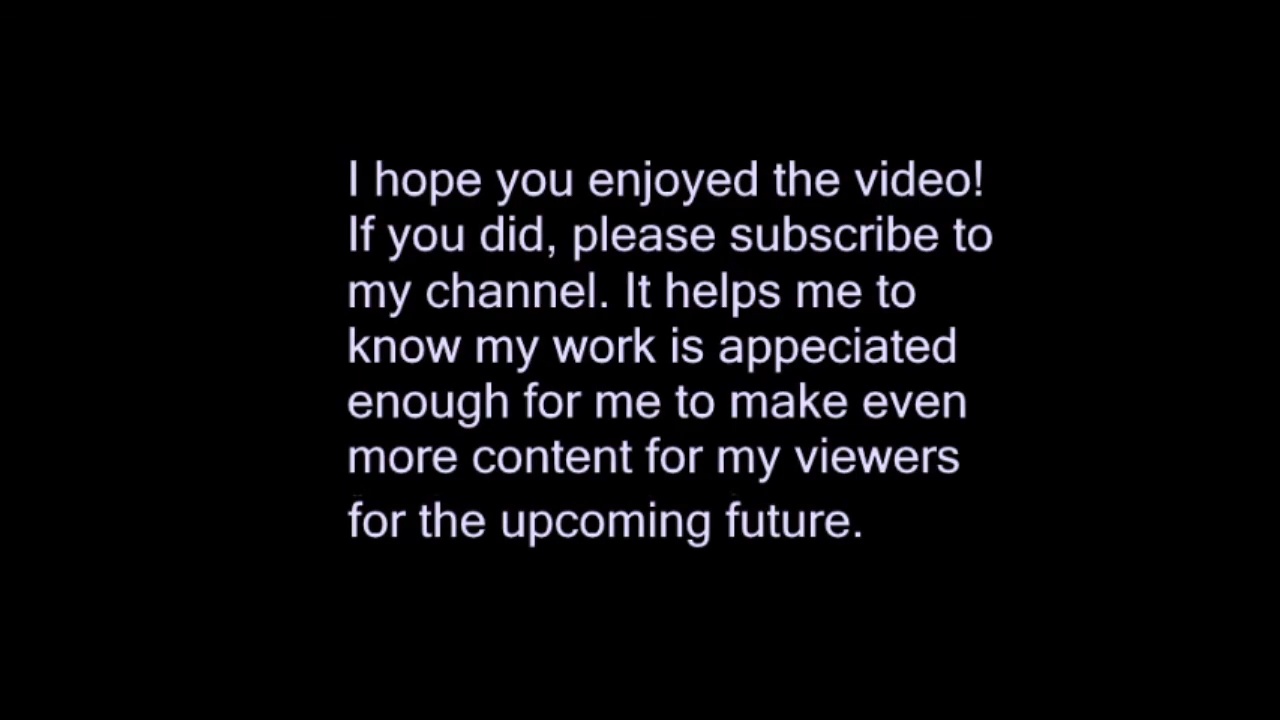 I hope you enjoyed the video!
If you did, please subscribe to
my channel. It helps me to
know my work is appeciated
enough for me to make even
more content for my viewers
for the upcoming future.